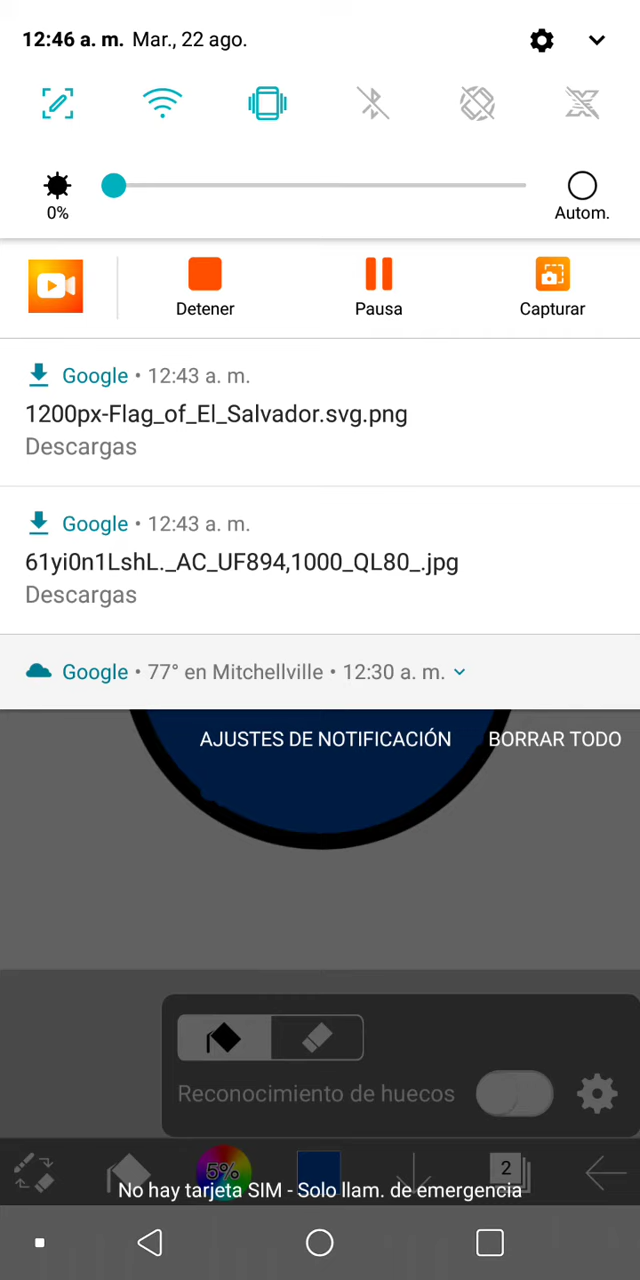 12:46 a. m. Mar., 22 ago.
0%
Autom.
Detener
Pausa
Capturar
Google • 12:43 a. m.
1200px-Flag_of_El_Salvador.svg.png
Descargas
Google • 12:43 a. m.
61yi0n1LshL._AC_UF894,1000_QL80_.jpg
Descargas
Google • 77° en Mitchellville • 12:30 a. m.
AJUSTES DE NOTIFICACIÓN BORRAR TODO
Reconocimiento de huecos
5%
2
No hay tarjeta SIM - Solo llam. de emergencia